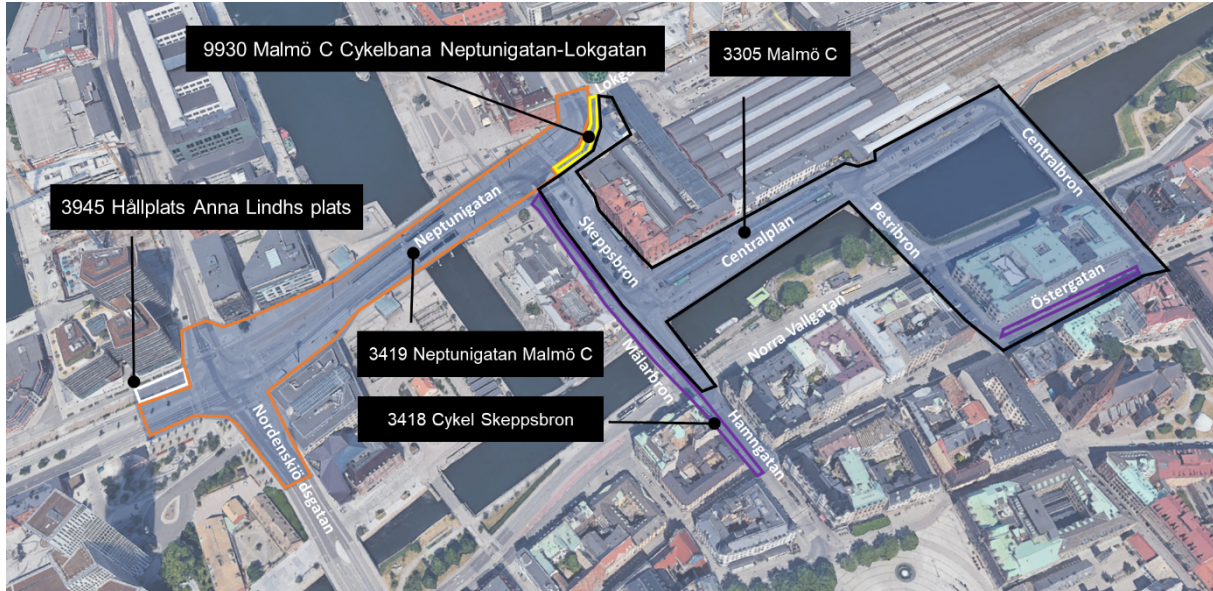 9930 Malmö C Cykelbana Neptunigatan-Lokgatan
3305 Malmö C
Lokga
3945 Hållplats Anna Lindhs plats
Neptunigatan
Skeppsbron
Centralplan
Petribron
Centralbron
Östergatan
3419 Neptunigatan Malmö C
Norra Vallgatan
Mälarbron
3418 Cykel Skeppsbron
Hamngatan
Nordenskiöldsgatan